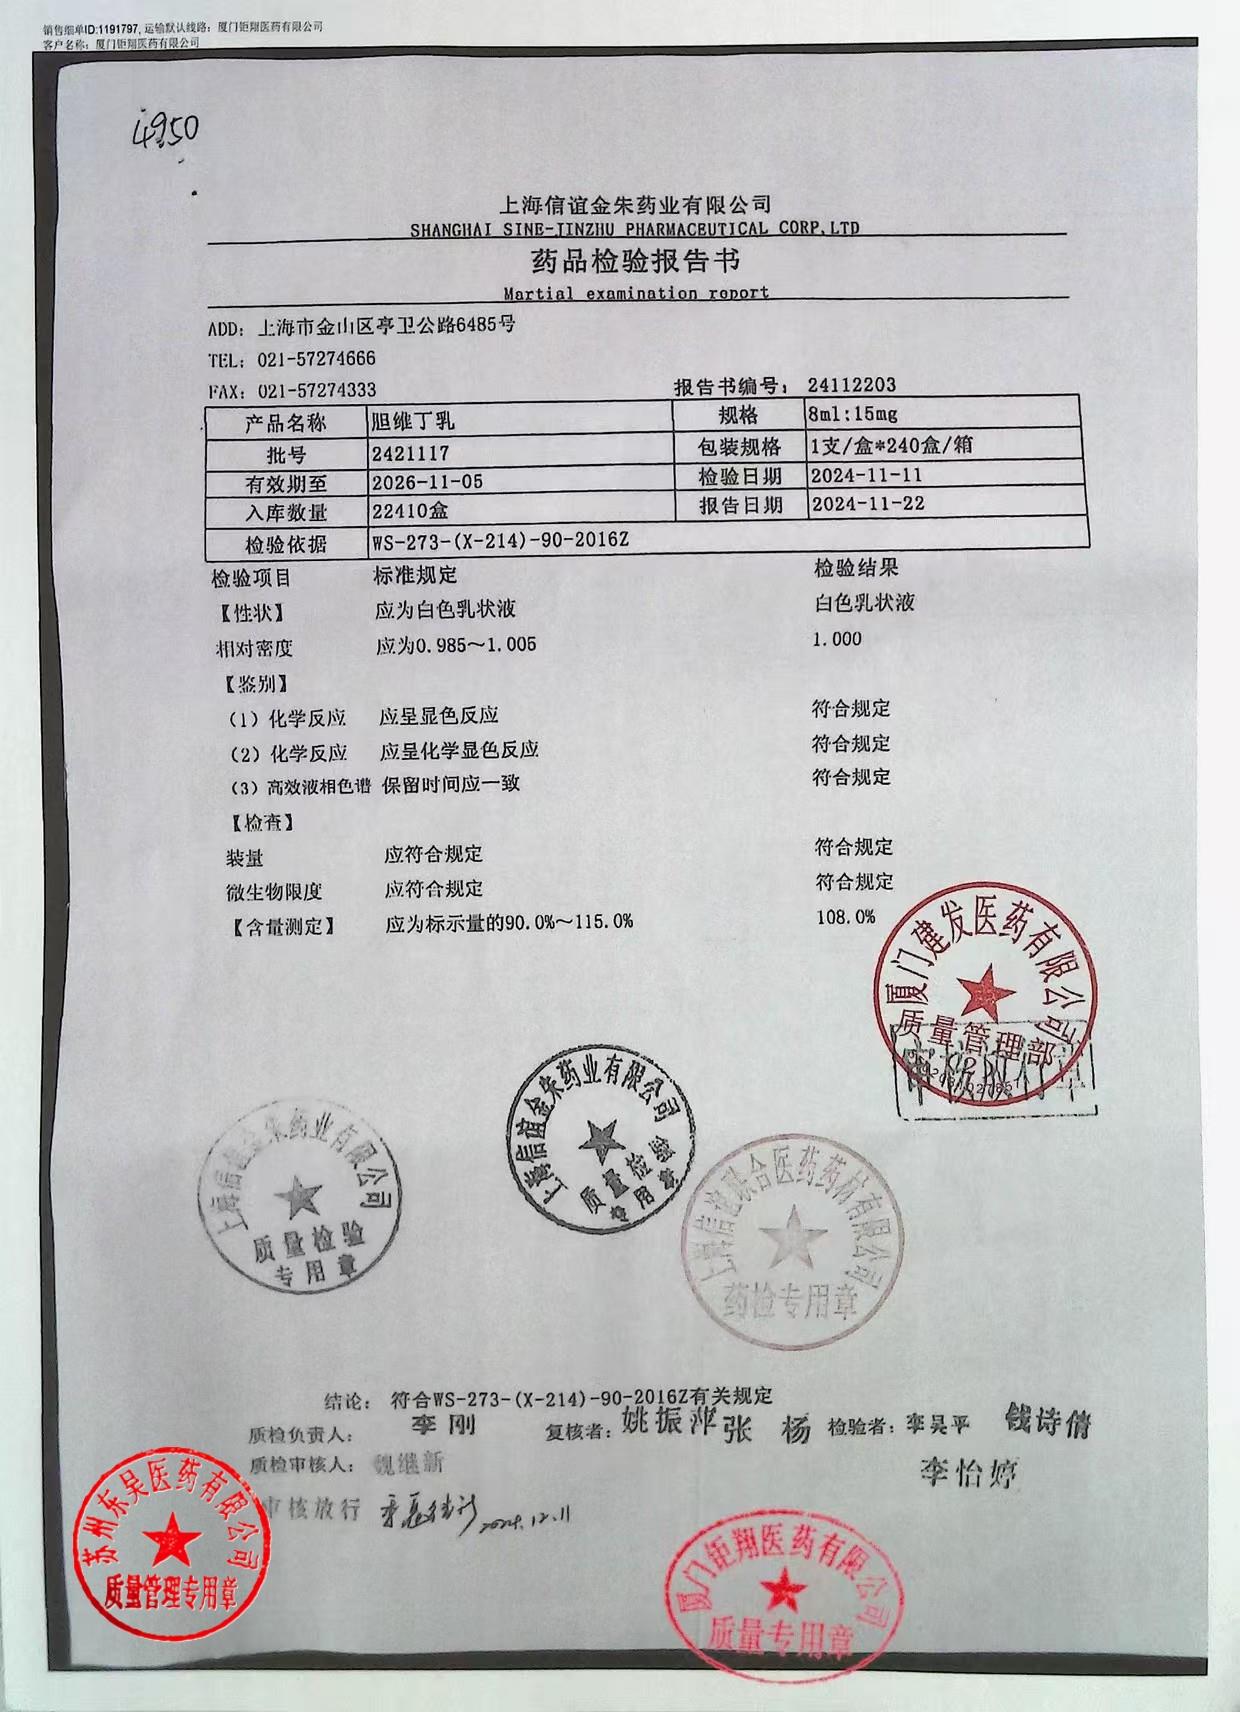 销售细单ID:1191797, 运输默认线路：厦门钜翔医药有限公司
客户名称：厦门钜翔医药有限公司
4950
上海信谊金朱药业有限公司
SHANGHAI SINE-JINZHU PHARMACEUTICAL CORP.LTD
药品检验报告书
Martial examination roport
ADD：上海市金山区亭卫公路6485号
TEL：021-57274666
FAX：021-57274333 报告书编号：24112203
产品名称 胆维丁乳 规格 8ml:15mg
批号 2421117 包装规格 1支/盒*240盒/箱
有效期至 2026-11-05 检验日期 2024-11-11
入库数量 22410盒 报告日期 2024-11-22
检验依据 WS-273-(X-214)-90-2016Z
检验项目 标准规定 检验结果
【性状】 应为白色乳状液 白色乳状液
相对密度 应为0.985～1.005 1.000
【鉴别】
（1）化学反应 应呈显色反应 符合规定
（2）化学反应 应呈化学显色反应 符合规定
（3）高效液相色谱 保留时间应一致 符合规定
【检查】
装量 应符合规定 符合规定
微生物限度 应符合规定 符合规定
【含量测定】 应为标示量的90.0%～115.0% 108.0%
厦门建发医药有限公司
质量管理部
上海信谊金朱药业有限公司
质量检验
专用章
上海信谊金朱药业有限公司
质量检验
专用章
上海信谊联合医药药材有限公司
药检专用章
结论： 符合WS-273-(X-214)-90-2016Z有关规定
质检负责人： 李刚 复核者：姚振萍 张杨 检验者：李吴平 钱诗倩
质检审核人： 魏继新 李怡婷
审核放行 2024.12.11
苏州东吴医药有限公司
质量管理专用章
厦门钜翔医药有限公司
质量专用章